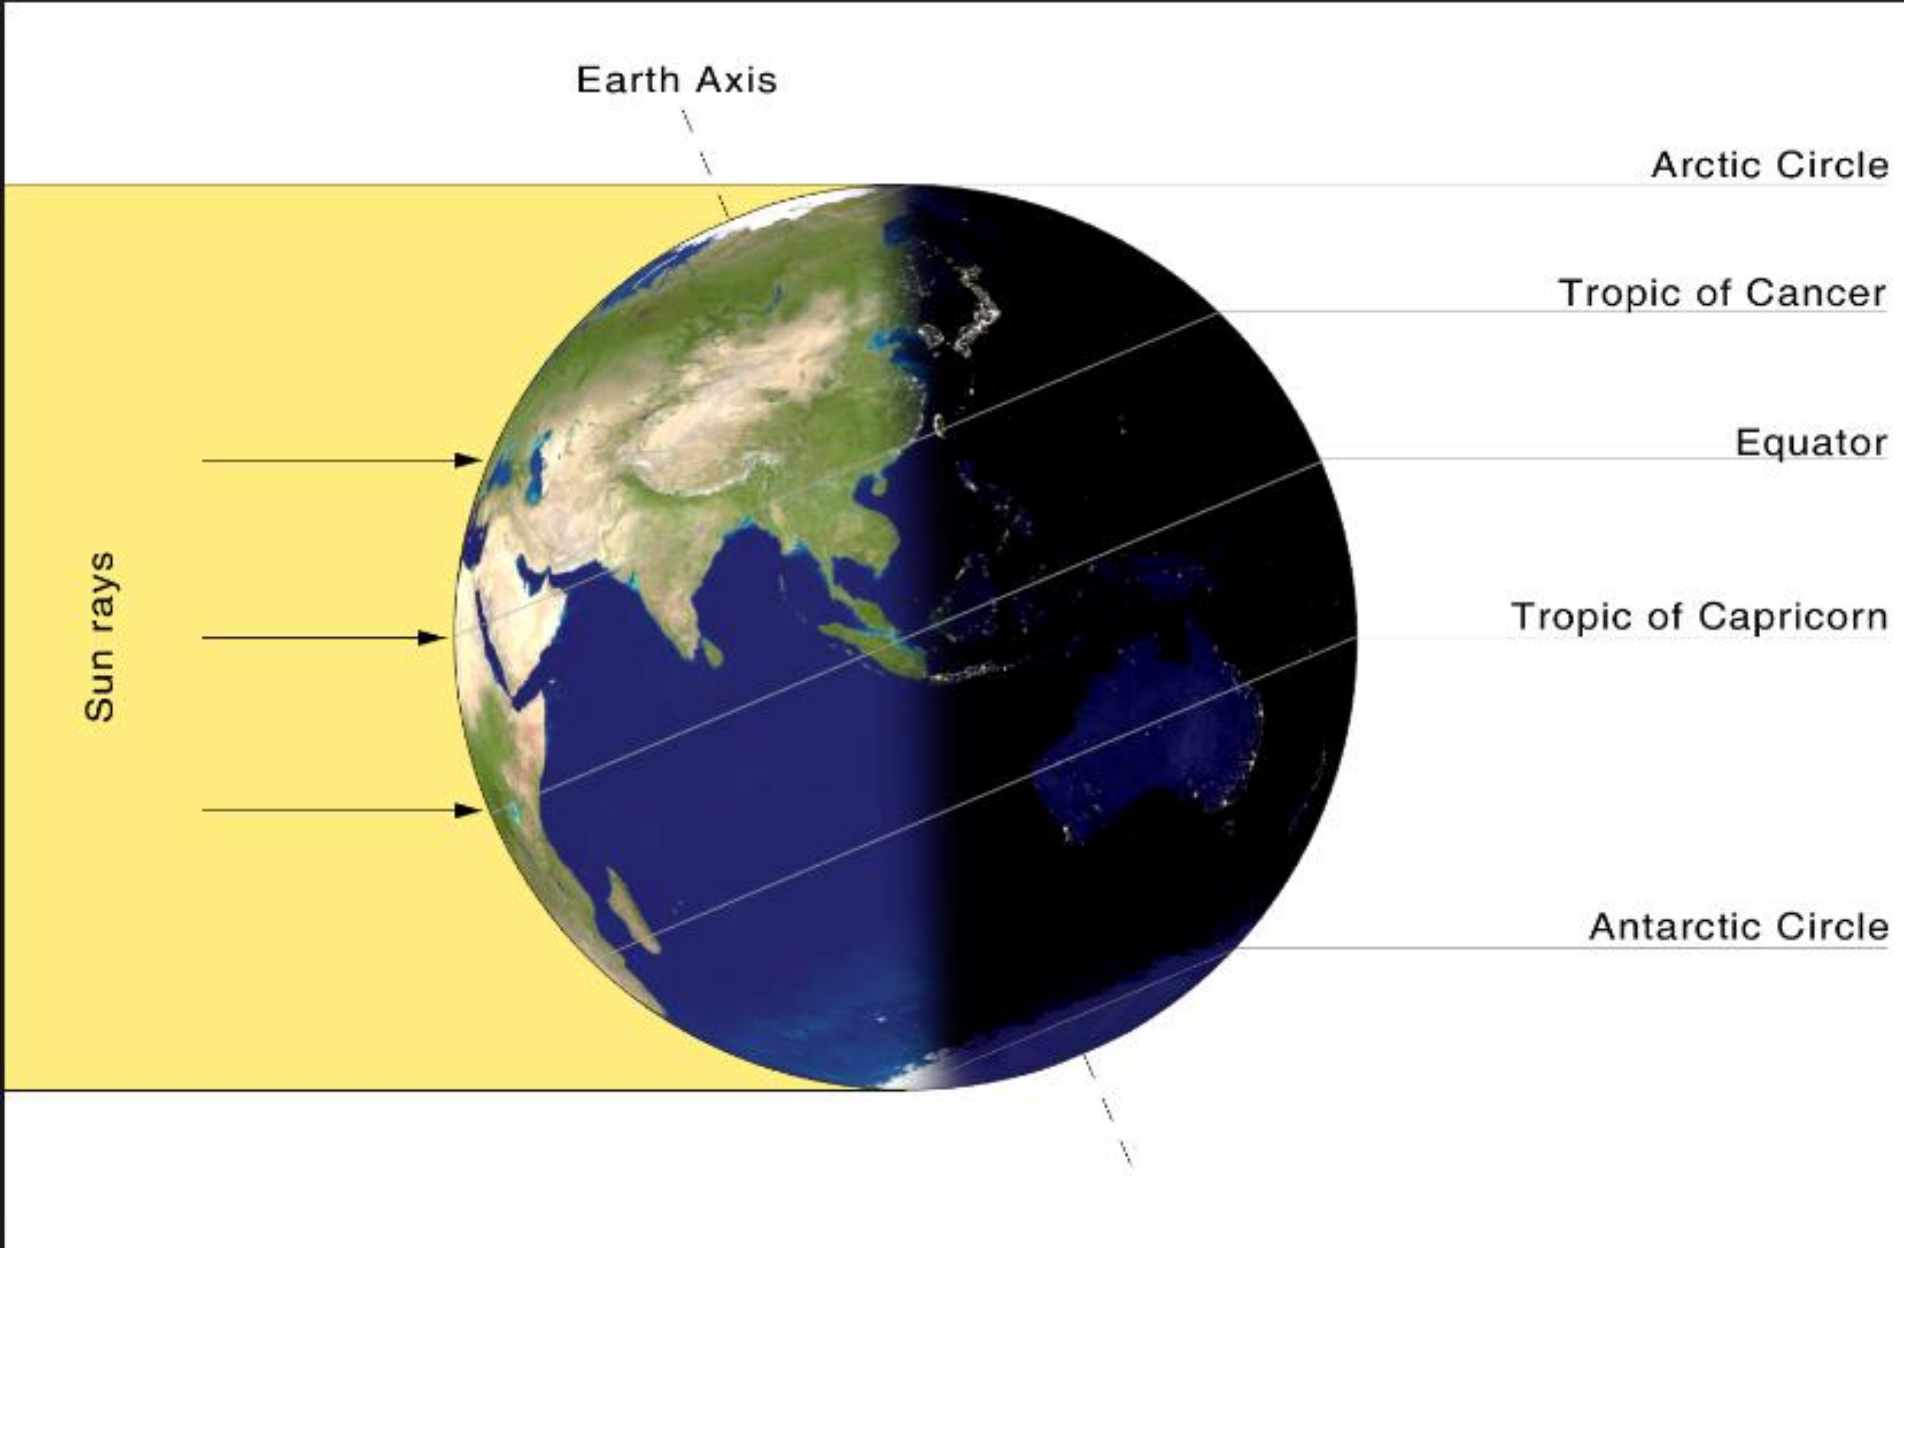 Earth Axis
Arctic Circle
Tropic of Cancer
Equator
Sun rays
Tropic of Capricorn
Antarctic Circle